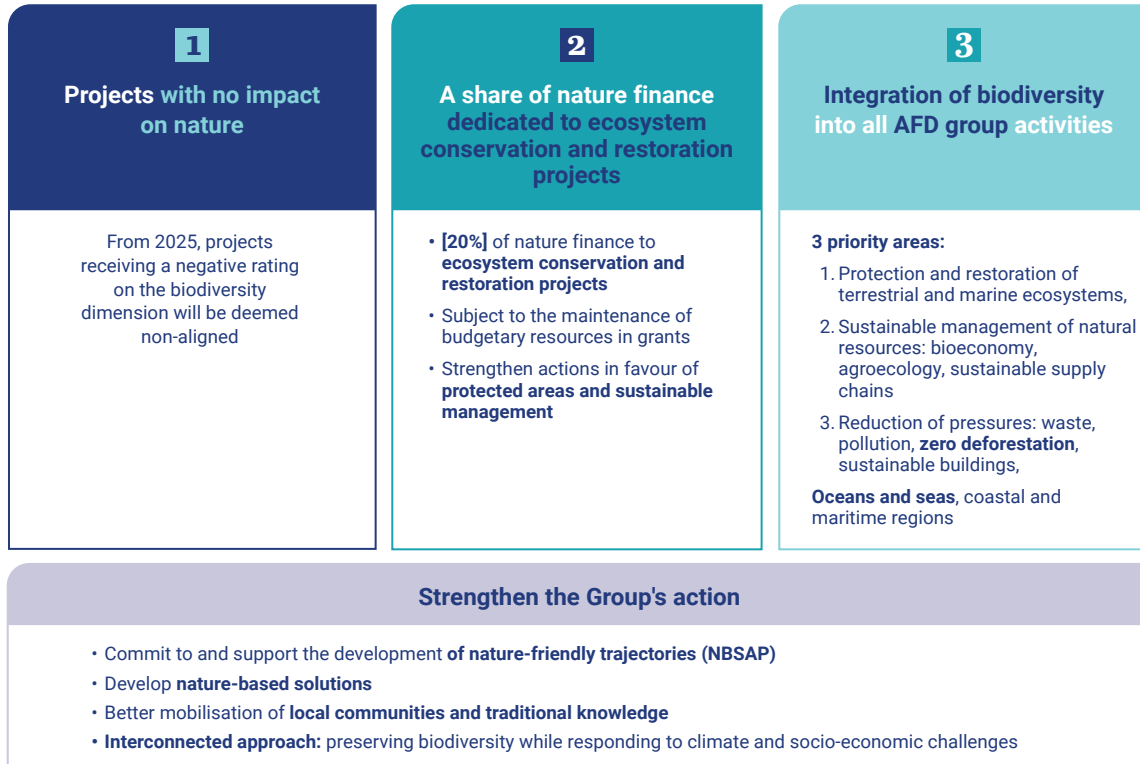 1
Projects with no impact
on nature
From 2025, projects
receiving a negative rating
on the biodiversity
dimension will be deemed
non-aligned
2
A share of nature finance
dedicated to ecosystem
conservation and restoration
projects
• [20%] of nature finance to
ecosystem conservation and
restoration projects
• Subject to the maintenance of
budgetary resources in grants
• Strengthen actions in favour of
protected areas and sustainable
management
3
Integration of biodiversity
into all AFD group activities
3 priority areas:
1. Protection and restoration of
terrestrial and marine ecosystems,
2. Sustainable management of natural
resources: bioeconomy,
agroecology, sustainable supply
chains
3. Reduction of pressures: waste,
pollution, zero deforestation,
sustainable buildings,
Oceans and seas, coastal and
maritime regions
Strengthen the Group's action
• Commit to and support the development of nature-friendly trajectories (NBSAP)
• Develop nature-based solutions
• Better mobilisation of local communities and traditional knowledge
• Interconnected approach: preserving biodiversity while responding to climate and socio-economic challenges